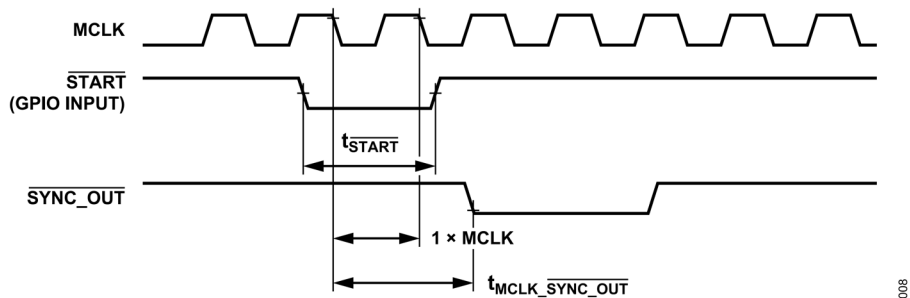 MCLK
START
(GPIO INPUT)
tSTART
SYNC_OUT
1 × MCLK
tMCLK_SYNC_OUT
008